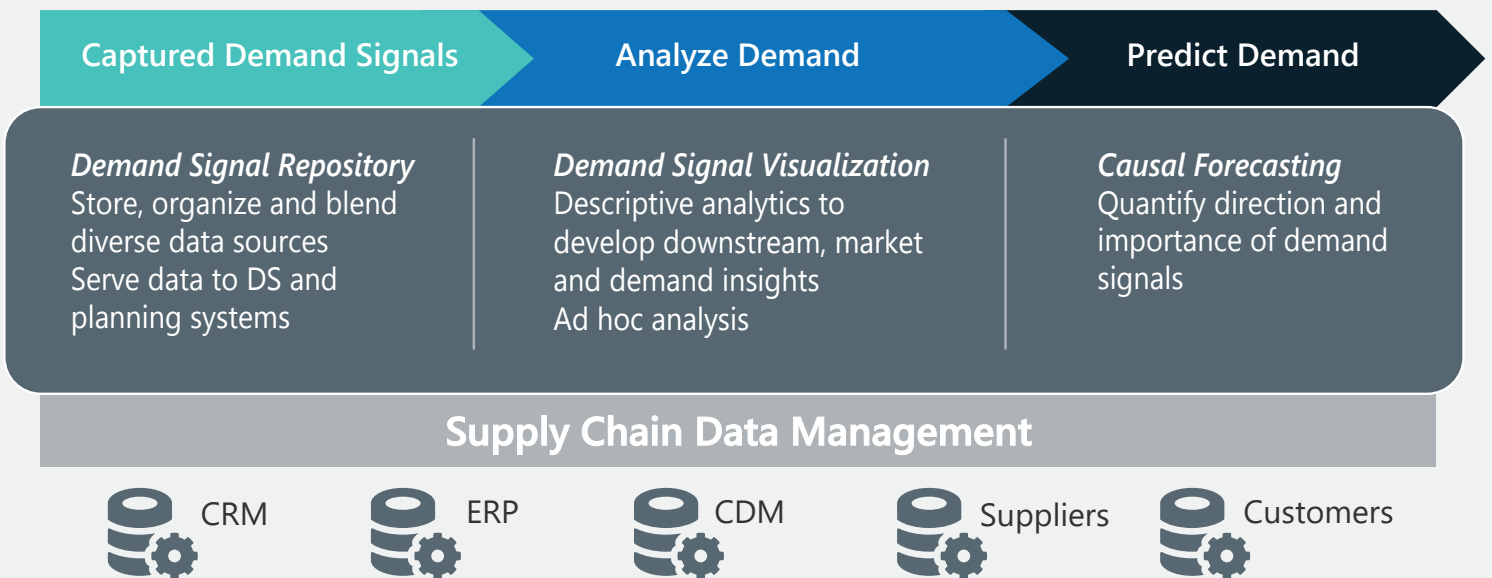 Captured Demand Signals
Analyze Demand
Predict Demand
Demand Signal Repository
Store, organize and blend
diverse data sources
Serve data to DS and
planning systems
Demand Signal Visualization
Descriptive analytics to
develop downstream, market
and demand insights
Ad hoc analysis
Causal Forecasting
Quantify direction and
importance of demand
signals
Supply Chain Data Management
CRM
ERP
CDM
Suppliers
Customers